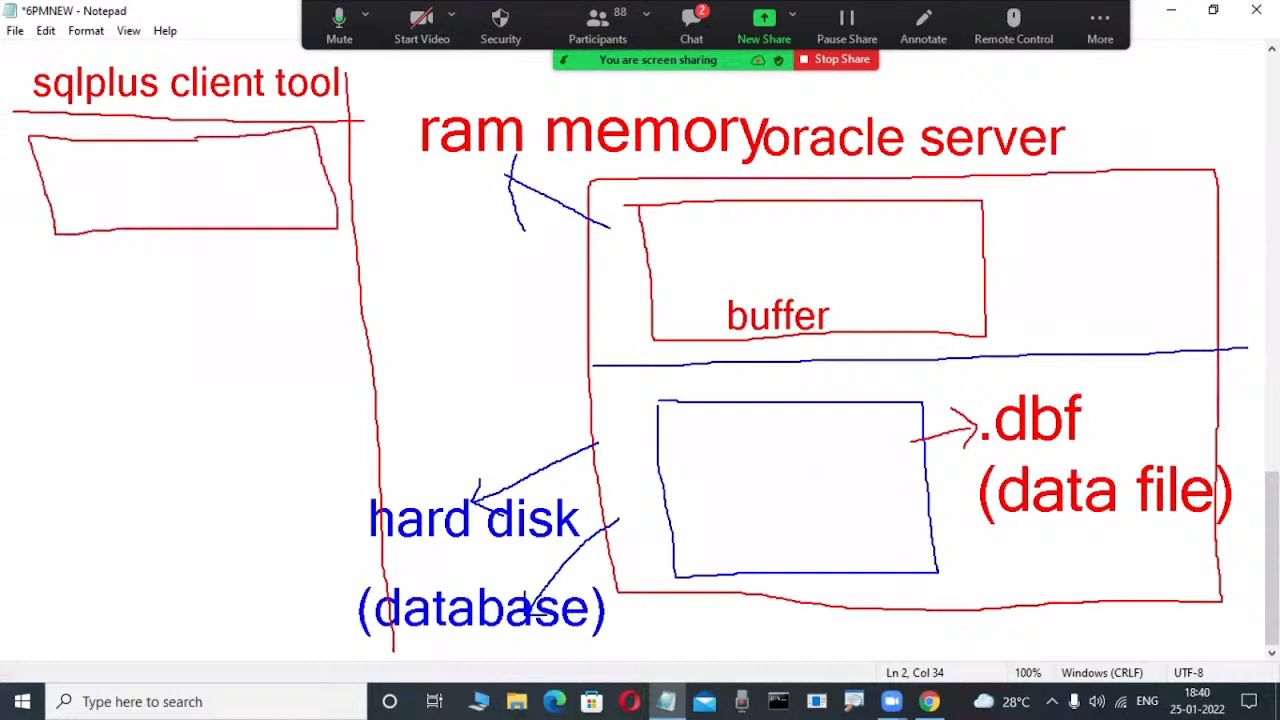 *6PMNEW - Notepad
File Edit Format View Help
Mute
Start Video
Security
88
Participants
2
Chat
New Share
Pause Share
Annotate
Remote Control
More
You are screen sharing
Stop Share
sqlplus client tool
ram memory
oracle server
buffer
.dbf
(data file)
hard disk
(database)
Ln 2, Col 34
100%
Windows (CRLF)
UTF-8
Type here to search
28°C
ENG
18:40
25-01-2022